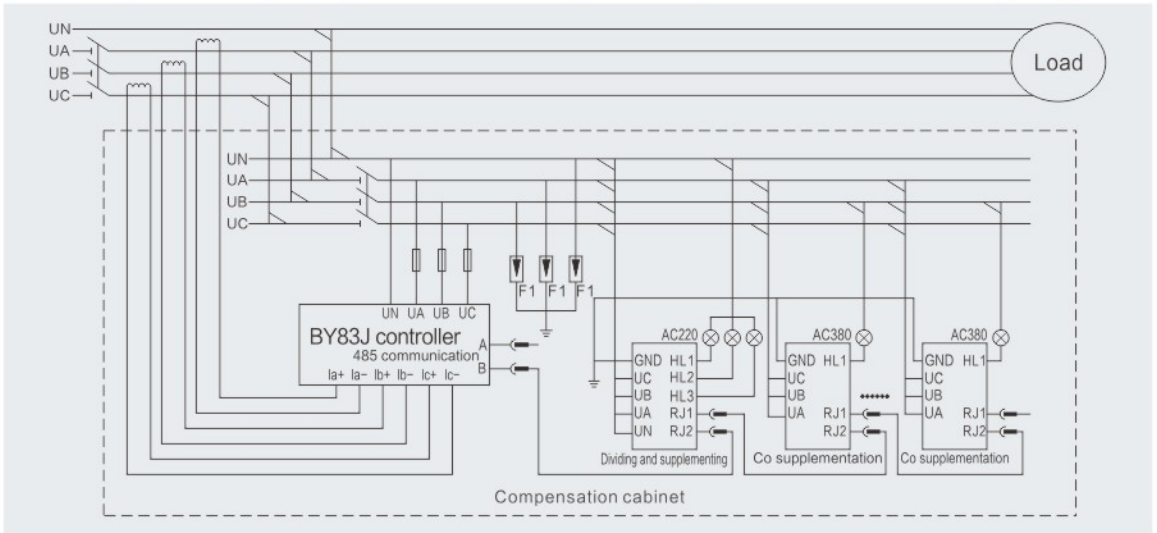 UN
UA
UB
UC
Load
UN
UA
UB
UC
F1 F1 F1
UN UA UB UC
BY83J controller
485 communication
A
B
Ia+ Ia− Ib+ Ib− Ic+ Ic−
AC220
GND HL1
UC HL2
UB HL3
UA RJ1
UN RJ2
Dividing and supplementing
AC380
GND HL1
UC
UB
UA RJ1
RJ2
Co supplementation
AC380
GND HL1
UC
UB
UA RJ1
RJ2
Co supplementation
Compensation cabinet